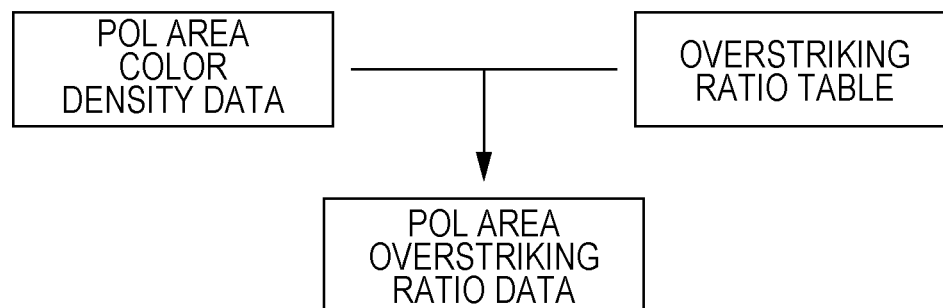 POL AREA
COLOR
DENSITY DATA
OVERSTRIKING
RATIO TABLE
POL AREA
OVERSTRIKING
RATIO DATA